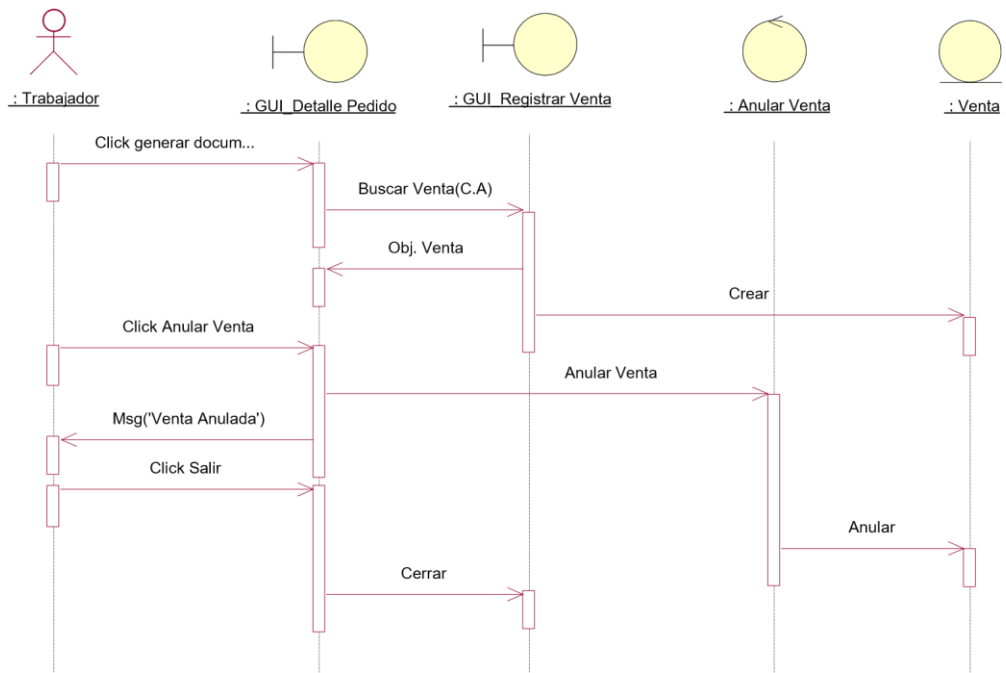 : Trabajador
: GUI_Detalle Pedido
: GUI_Registrar Venta
: Anular Venta
: Venta
Click generar docum...
Buscar Venta(C.A)
Obj. Venta
Crear
Click Anular Venta
Anular Venta
Msg('Venta Anulada')
Click Salir
Anular
Cerrar